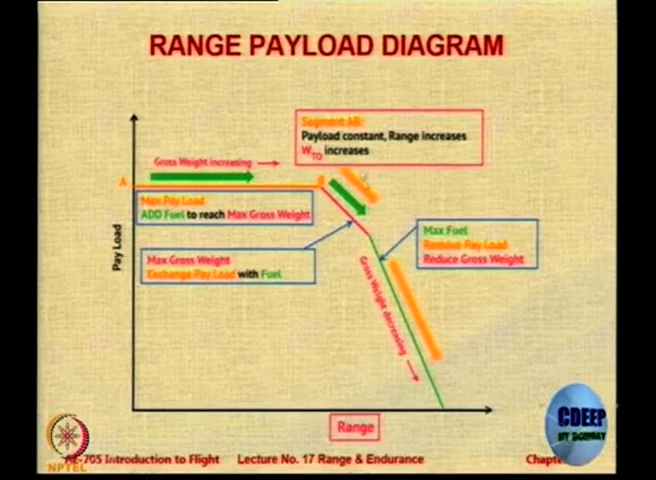 RANGE PAYLOAD DIAGRAM
Segment AB:
Payload constant, Range increases
WTO increases
Gross Weight increasing
A
B
Max Pay Load
ADD Fuel to reach Max Gross Weight
Max Gross Weight
Exchange Pay Load with Fuel
Max Fuel
Remove Pay Load
Reduce Gross Weight
Pay Load
Gross Weight decreasing
Range
CDEEP
IIT BOMBAY
NPTEL
AE-705 Introduction to Flight Lecture No. 17 Range & Endurance